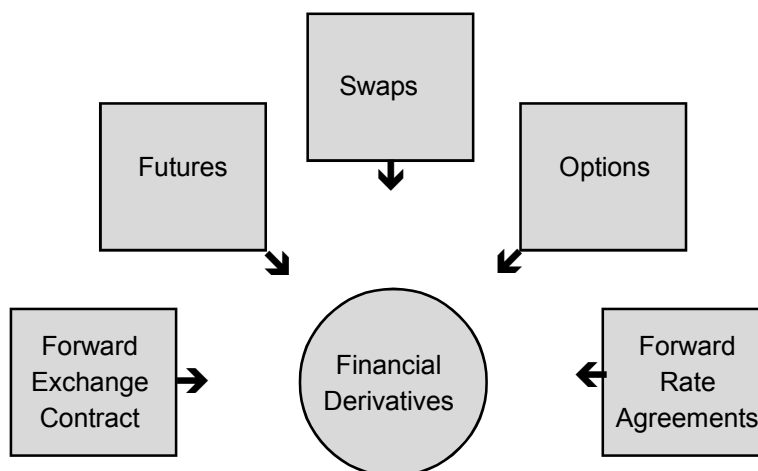 Swaps
Futures
Options
Forward
Exchange
Contract
Financial
Derivatives
Forward
Rate
Agreements